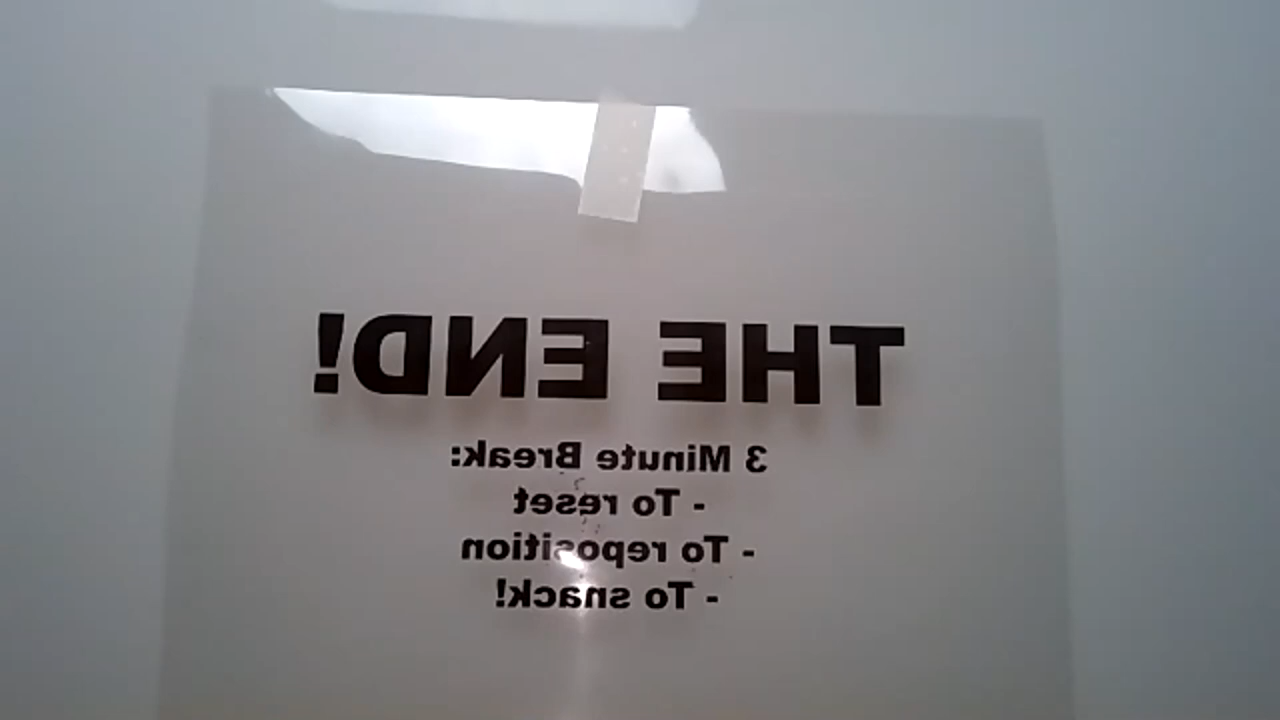 THE END!
3 Minute Break:
- To reset
- To reposition
- To snack!